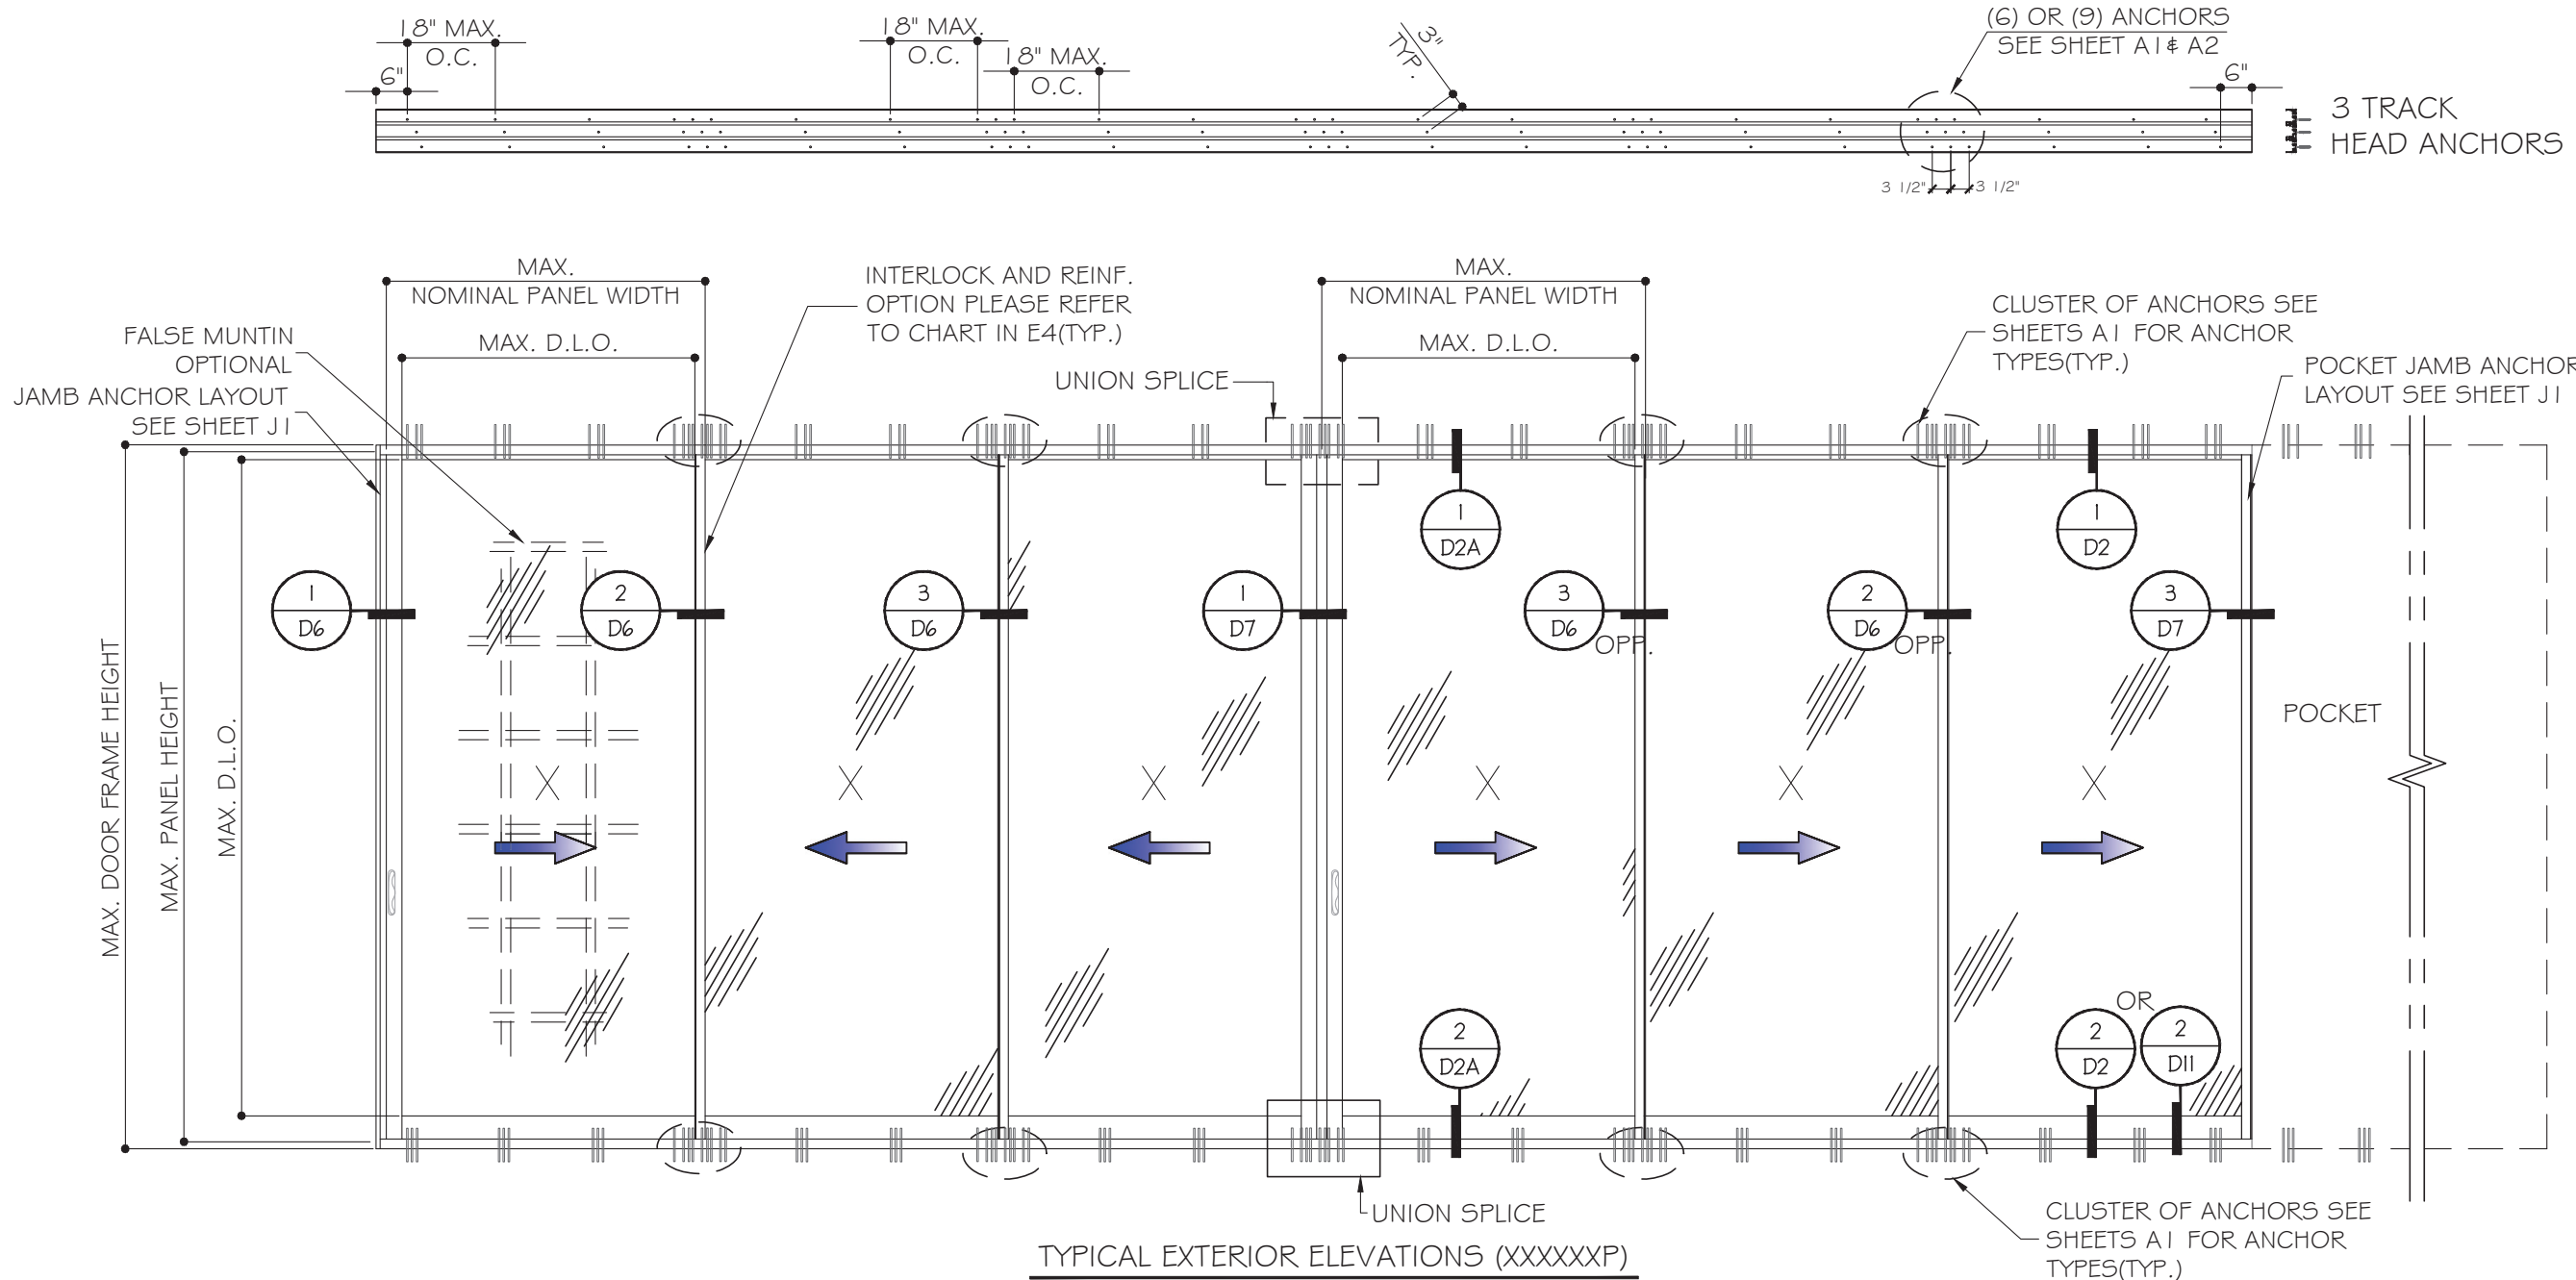 18" MAX.
O.C.
6"
18" MAX.
O.C.
18" MAX.
O.C.
3"
TYP.
(6) OR (9) ANCHORS
SEE SHEET A1 & A2
6"
3 TRACK
HEAD ANCHORS
3 1/2"
3 1/2"
MAX.
NOMINAL PANEL WIDTH
MAX. D.L.O.
INTERLOCK AND REINF.
OPTION PLEASE REFER
TO CHART IN E4(TYP.)
MAX.
NOMINAL PANEL WIDTH
MAX. D.L.O.
CLUSTER OF ANCHORS SEE
SHEETS A1 FOR ANCHOR
TYPES(TYP.)
FALSE MUNTIN
OPTIONAL
JAMB ANCHOR LAYOUT
SEE SHEET J1
UNION SPLICE
POCKET JAMB ANCHOR
LAYOUT SEE SHEET J1
1
D2A
1
D2
1
D6
2
D6
3
D6
1
D7
3
D6
OPP.
2
D6
OPP.
3
D7
MAX. DOOR FRAME HEIGHT
MAX. PANEL HEIGHT
MAX. D.L.O.
POCKET
X
X
X
X
X
X
2
D2A
OR
2
D2
2
D11
UNION SPLICE
CLUSTER OF ANCHORS SEE
SHEETS A1 FOR ANCHOR
TYPES(TYP.)
TYPICAL EXTERIOR ELEVATIONS (XXXXXXP)